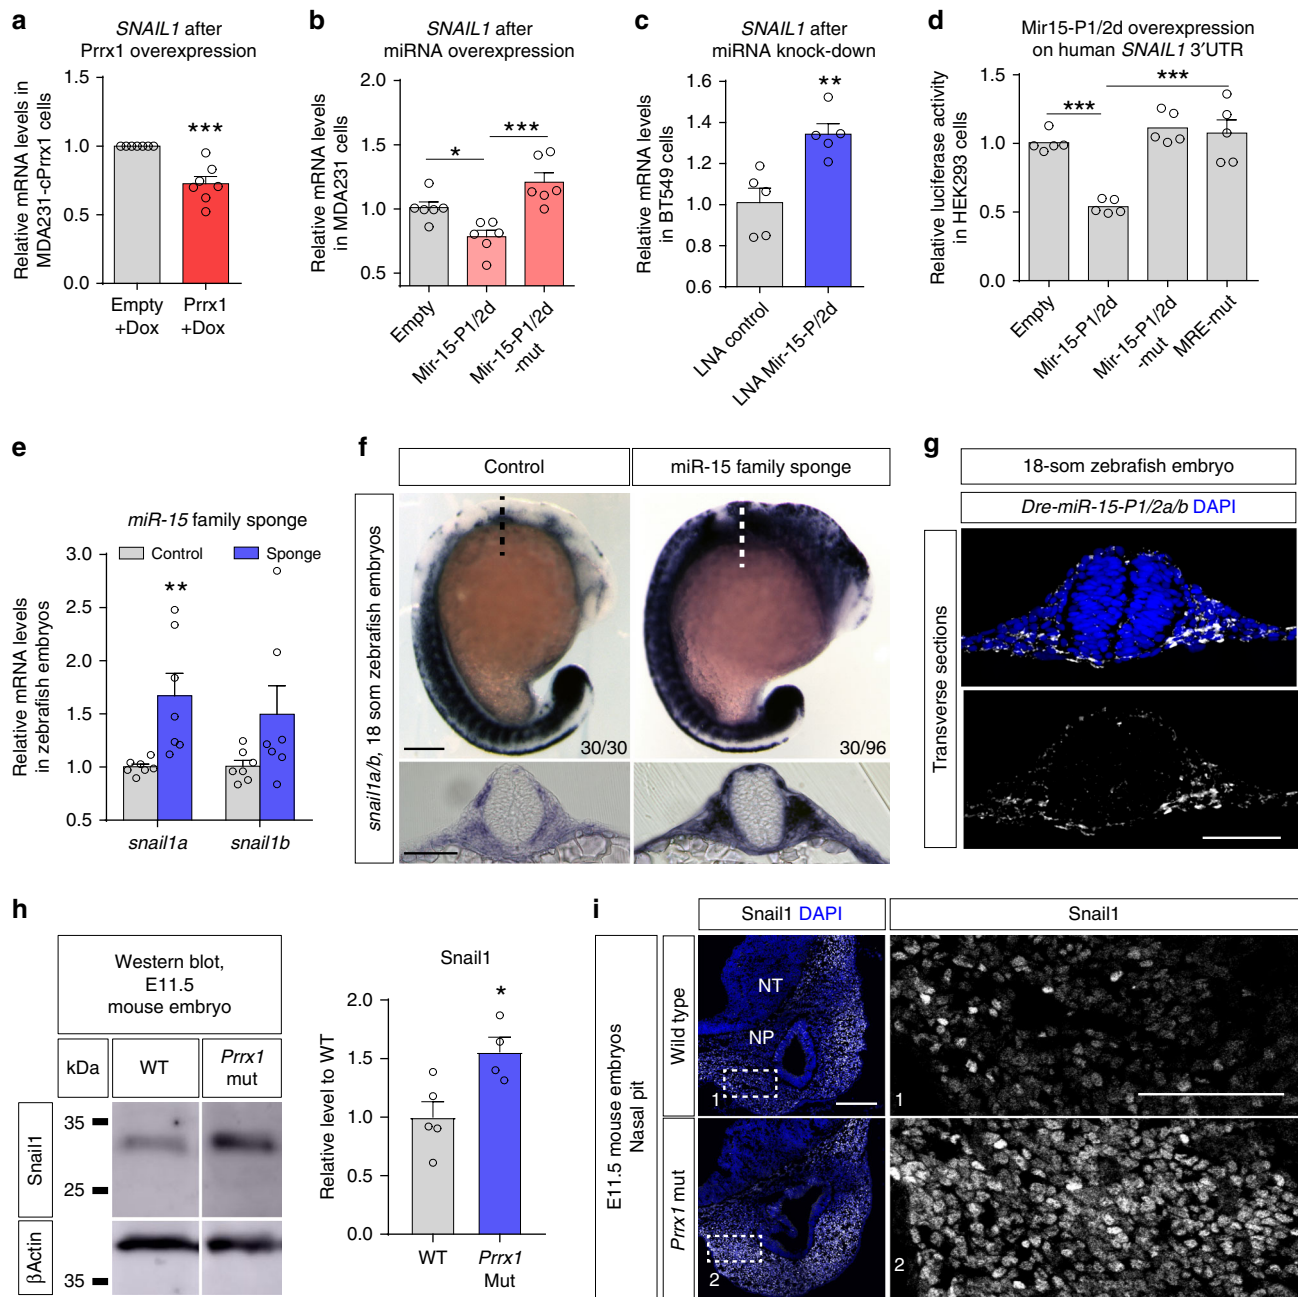 a
SNAIL1 after
Prrx1 overexpression
Relative mRNA levels in
MDA231-cPrrx1 cells
1.5
1.0
0.5
0.0
***
Empty
+Dox
Prrx1
+Dox
b
SNAIL1 after
miRNA overexpression
Relative mRNA levels
in MDA231 cells
2.0
1.5
1.0
0.5
*
***
Empty
Mir-15-P1/2d
Mir-15-P1/2d
-mut
c
SNAIL1 after
miRNA knock-down
Relative mRNA levels
in BT549 cells
1.6
1.4
1.2
1.0
0.8
0.6
**
LNA control
LNA Mir-15-P/2d
d
Mir15-P1/2d overexpression
on human SNAIL1 3′UTR
Relative luciferase activity
in HEK293 cells
1.5
1.0
0.5
0.0
***
***
Empty
Mir-15-P1/2d
Mir-15-P1/2d
-mut
MRE-mut
e
miR-15 family sponge
Control
Sponge
Relative mRNA levels
in zebrafish embryos
3.0
2.5
2.0
1.5
1.0
0.5
**
snail1a
snail1b
f
Control
miR-15 family sponge
snail1a/b, 18 som zebrafish embryos
30/30
30/96
g
18-som zebrafish embryo
Dre-miR-15-P1/2a/b DAPI
Transverse sections
h
Western blot,
E11.5
mouse embryo
kDa
WT
Prrx1
mut
Snail1
35
25
βActin
35
Snail1
Relative level to WT
2.0
1.5
1.0
0.5
0.0
*
WT
Prrx1
Mut
i
Snail1 DAPI
Snail1
E11.5 mouse embryos
Nasal pit
Wild type
NT
NP
1
1
Prrx1 mut
2
2